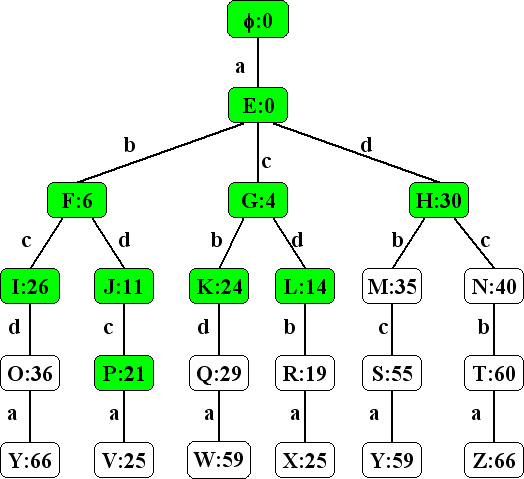 ϕ:0
a
E:0
b c d
F:6 G:4 H:30
c d b d b c
I:26 J:11 K:24 L:14 M:35 N:40
d c d b c b
O:36 P:21 Q:29 R:19 S:55 T:60
a a a a a a
Y:66 V:25 W:59 X:25 Y:59 Z:66